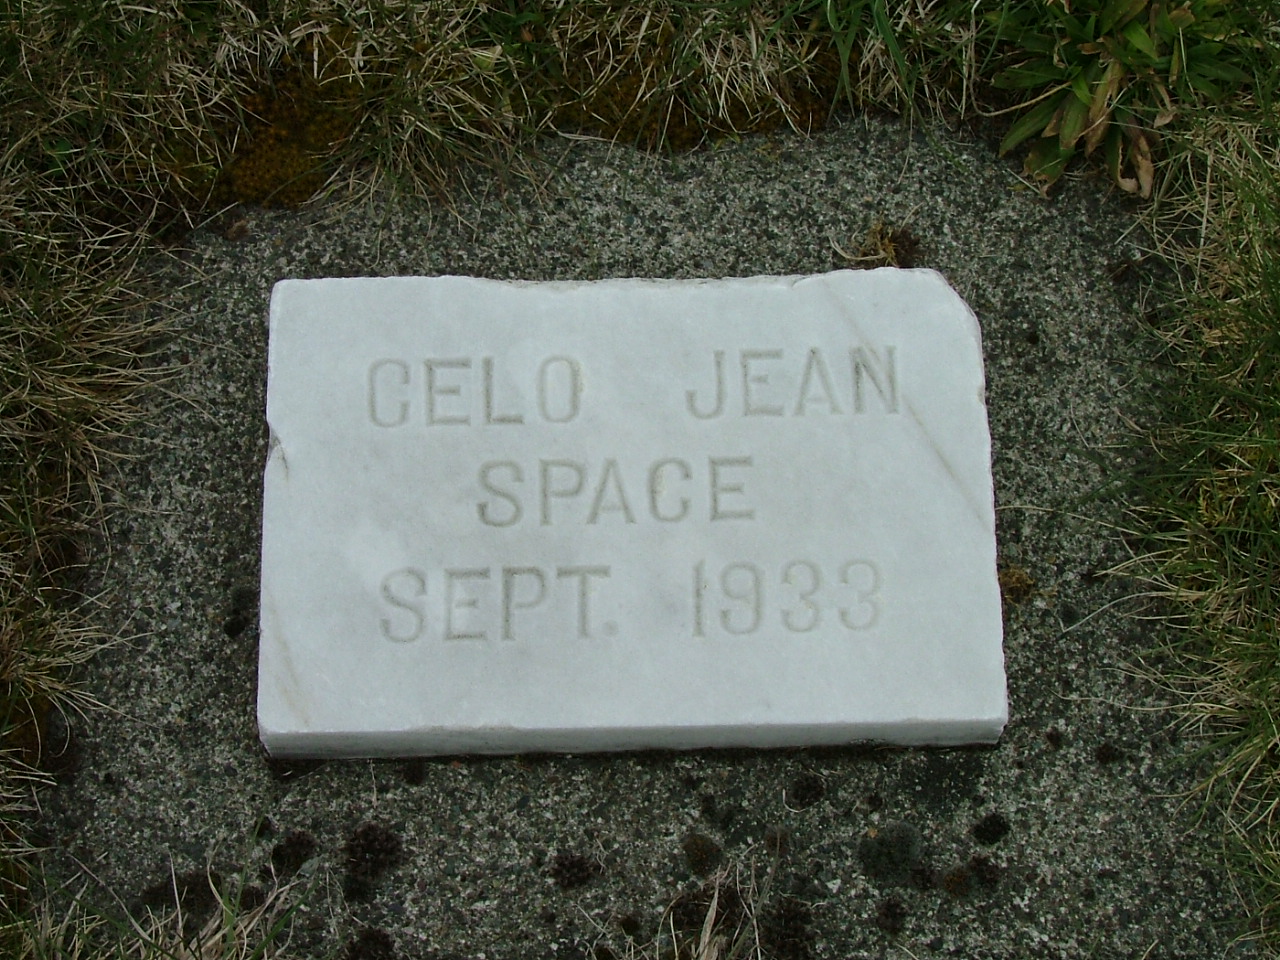 CELO JEAN
SPACE
SEPT. 1933